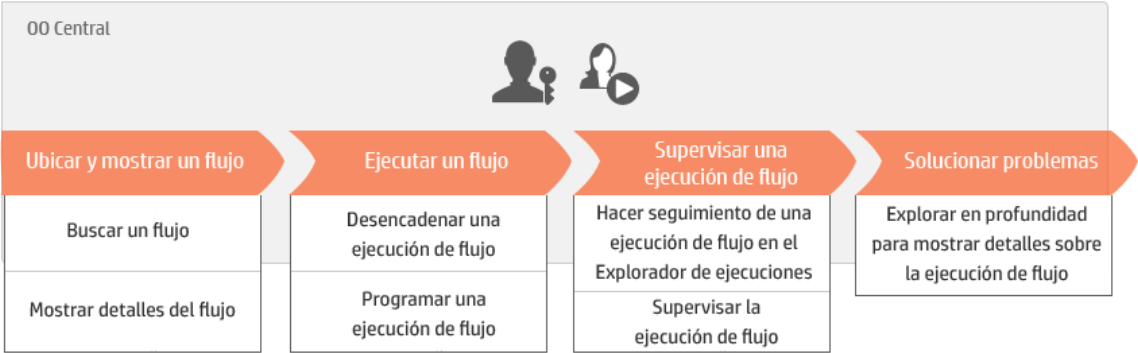 OO Central
Ubicar y mostrar un flujo
Buscar un flujo
Mostrar detalles del flujo
Ejecutar un flujo
Desencadenar una
ejecución de flujo
Programar una
ejecución de flujo
Supervisar una
ejecución de flujo
Hacer seguimiento de una
ejecución de flujo en el
Explorador de ejecuciones
Supervisar la
ejecución de flujo
Solucionar problemas
Explorar en profundidad
para mostrar detalles sobre
la ejecución de flujo